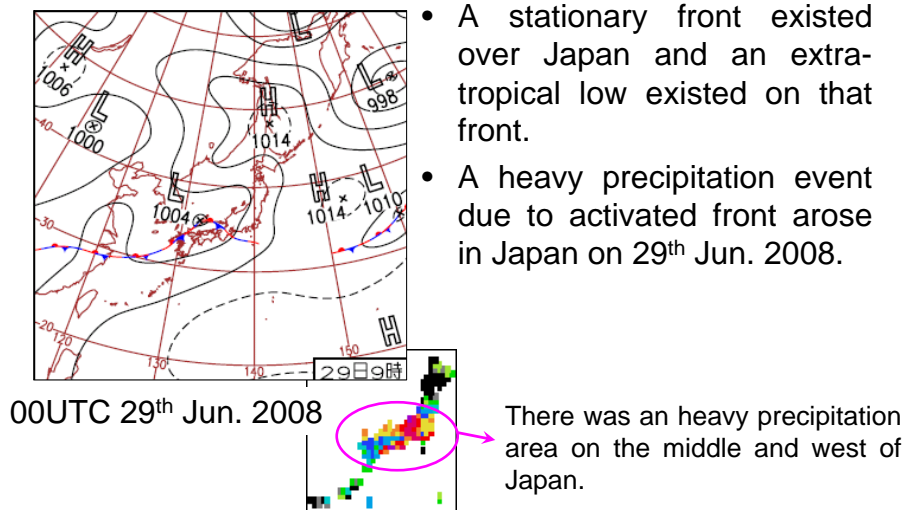 • A stationary front existed
over Japan and an extra-
tropical low existed on that
front.
• A heavy precipitation event
due to activated front arose
in Japan on 29th Jun. 2008.
H
1006
L
1000
L
H
1014
L
998
L
1004
H
1014
L
1010
H
40
30
20
120
130
140
150
29日9時
00UTC 29th Jun. 2008
There was an heavy precipitation
area on the middle and west of
Japan.